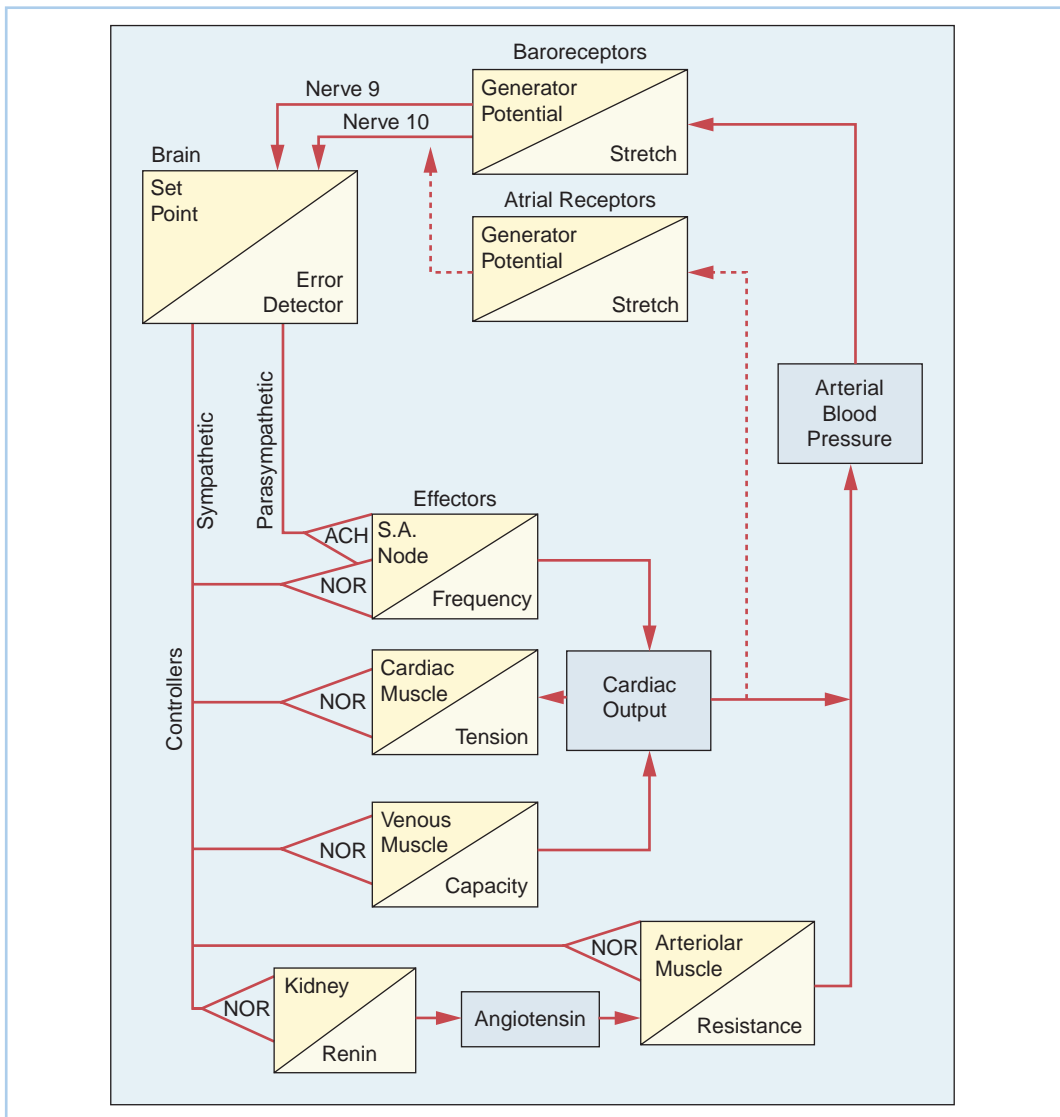 Baroreceptors
Nerve 9
Generator
Potential
Nerve 10
Stretch
Brain
Set
Point
Error
Detector
Atrial Receptors
Generator
Potential
Stretch
Arterial
Blood
Pressure
Sympathetic
Parasympathetic
Controllers
Effectors
ACH
S.A.
Node
NOR
Frequency
Cardiac
Muscle
NOR
Tension
Cardiac
Output
Venous
Muscle
NOR
Capacity
NOR
Arteriolar
Muscle
Resistance
NOR
Kidney
Renin
Angiotensin